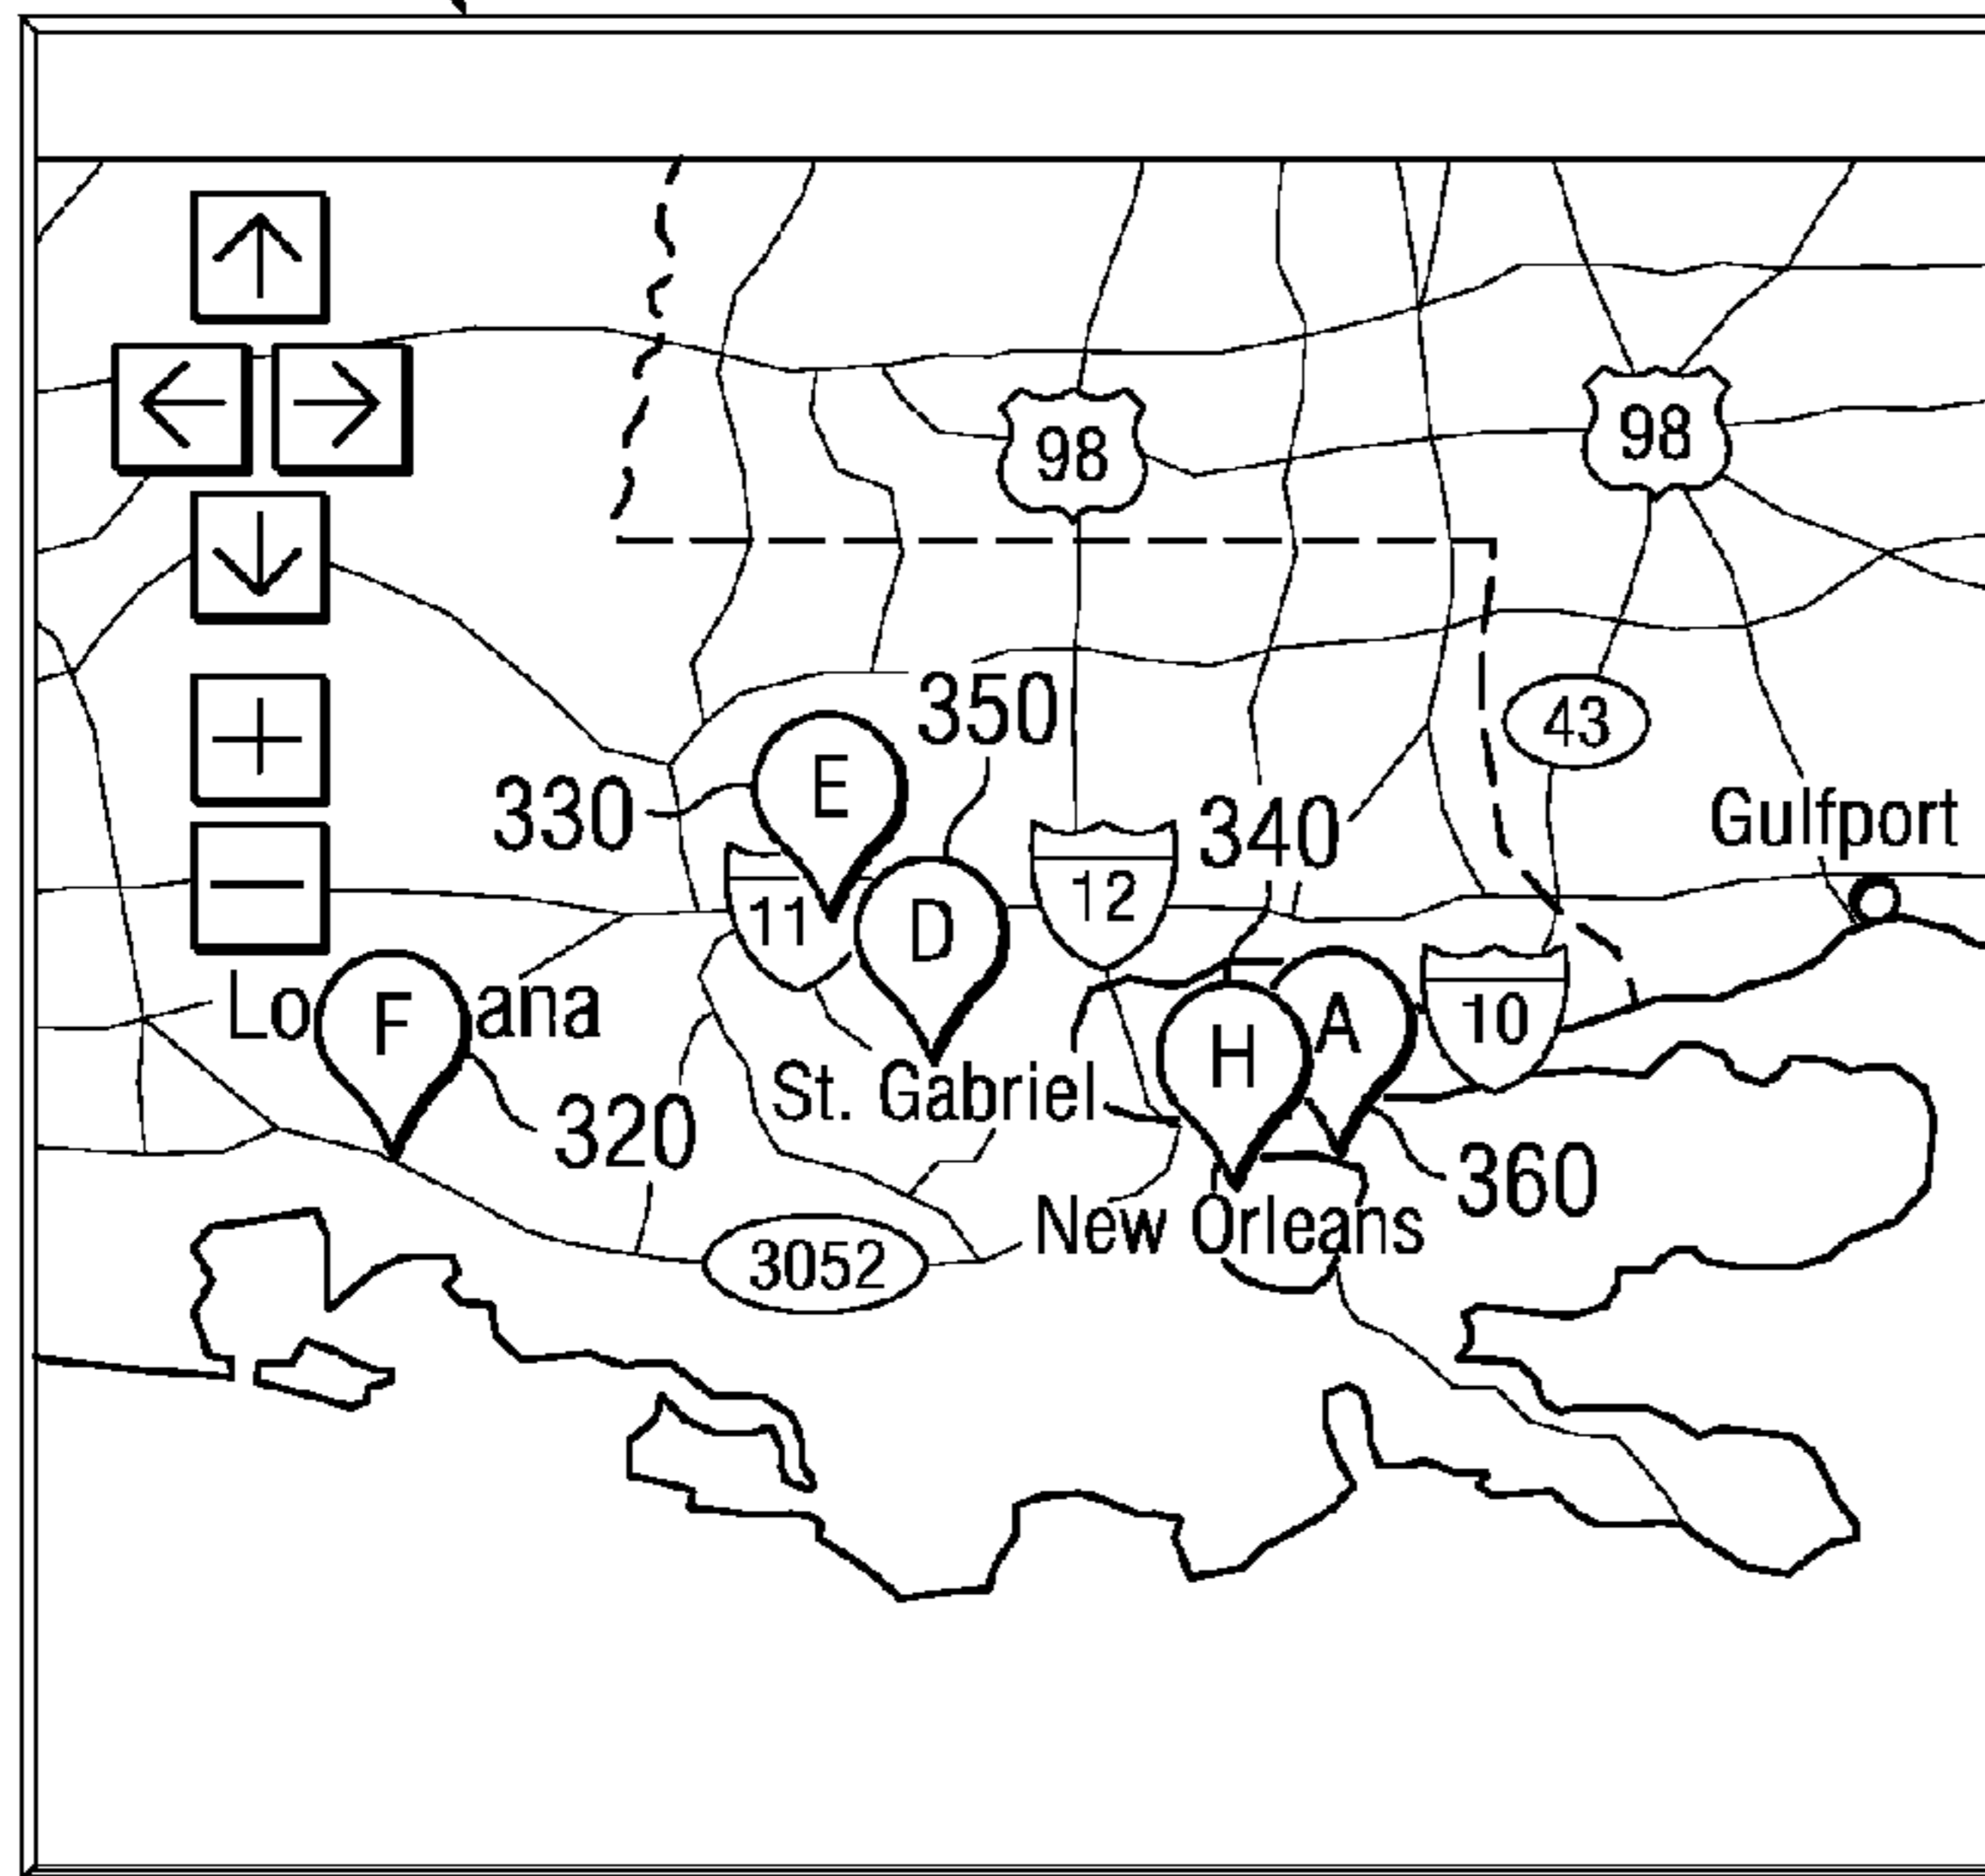 98
98
350
43
E
330
Gulfport
340
12
11
D
Lo
F
ana
A
10
H
St. Gabriel
320
360
New Orleans
3052